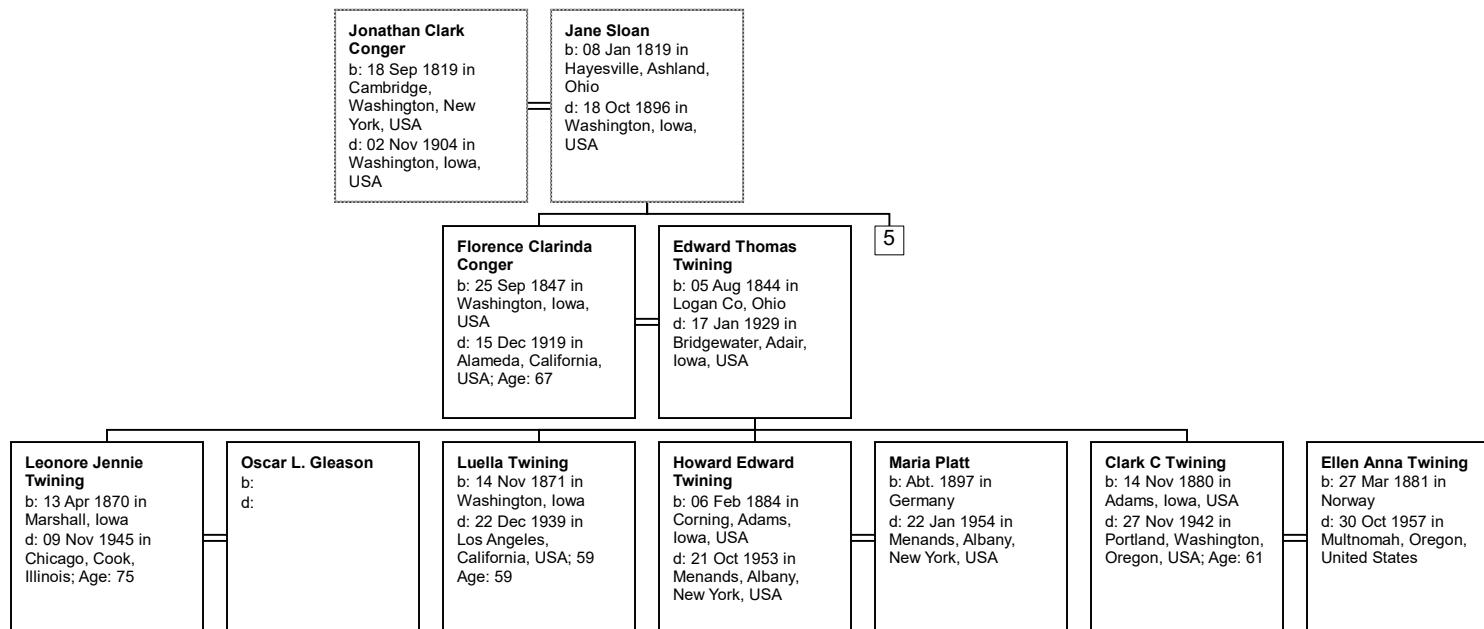 Jonathan Clark
Conger
b: 18 Sep 1819 in
Cambridge,
Washington, New
York, USA
d: 02 Nov 1904 in
Washington, Iowa,
USA
Jane Sloan
b: 08 Jan 1819 in
Hayesville, Ashland,
Ohio
d: 18 Oct 1896 in
Washington, Iowa,
USA
Florence Clarinda
Conger
b: 25 Sep 1847 in
Washington, Iowa,
USA
d: 15 Dec 1919 in
Alameda, California,
USA; Age: 67
Edward Thomas
Twining
b: 05 Aug 1844 in
Logan Co, Ohio
d: 17 Jan 1929 in
Bridgewater, Adair,
Iowa, USA
5
Leonore Jennie
Twining
b: 13 Apr 1870 in
Marshall, Iowa
d: 09 Nov 1945 in
Chicago, Cook,
Illinois; Age: 75
Oscar L. Gleason
b:
d:
Luella Twining
b: 14 Nov 1871 in
Washington, Iowa
d: 22 Dec 1939 in
Los Angeles,
California, USA; 59
Age: 59
Howard Edward
Twining
b: 06 Feb 1884 in
Corning, Adams,
Iowa, USA
d: 21 Oct 1953 in
Menands, Albany,
New York, USA
Maria Platt
b: Abt. 1897 in
Germany
d: 22 Jan 1954 in
Menands, Albany,
New York, USA
Clark C Twining
b: 14 Nov 1880 in
Adams, Iowa, USA
d: 27 Nov 1942 in
Portland, Washington,
Oregon, USA; Age: 61
Ellen Anna Twining
b: 27 Mar 1881 in
Norway
d: 30 Oct 1957 in
Multnomah, Oregon,
United States